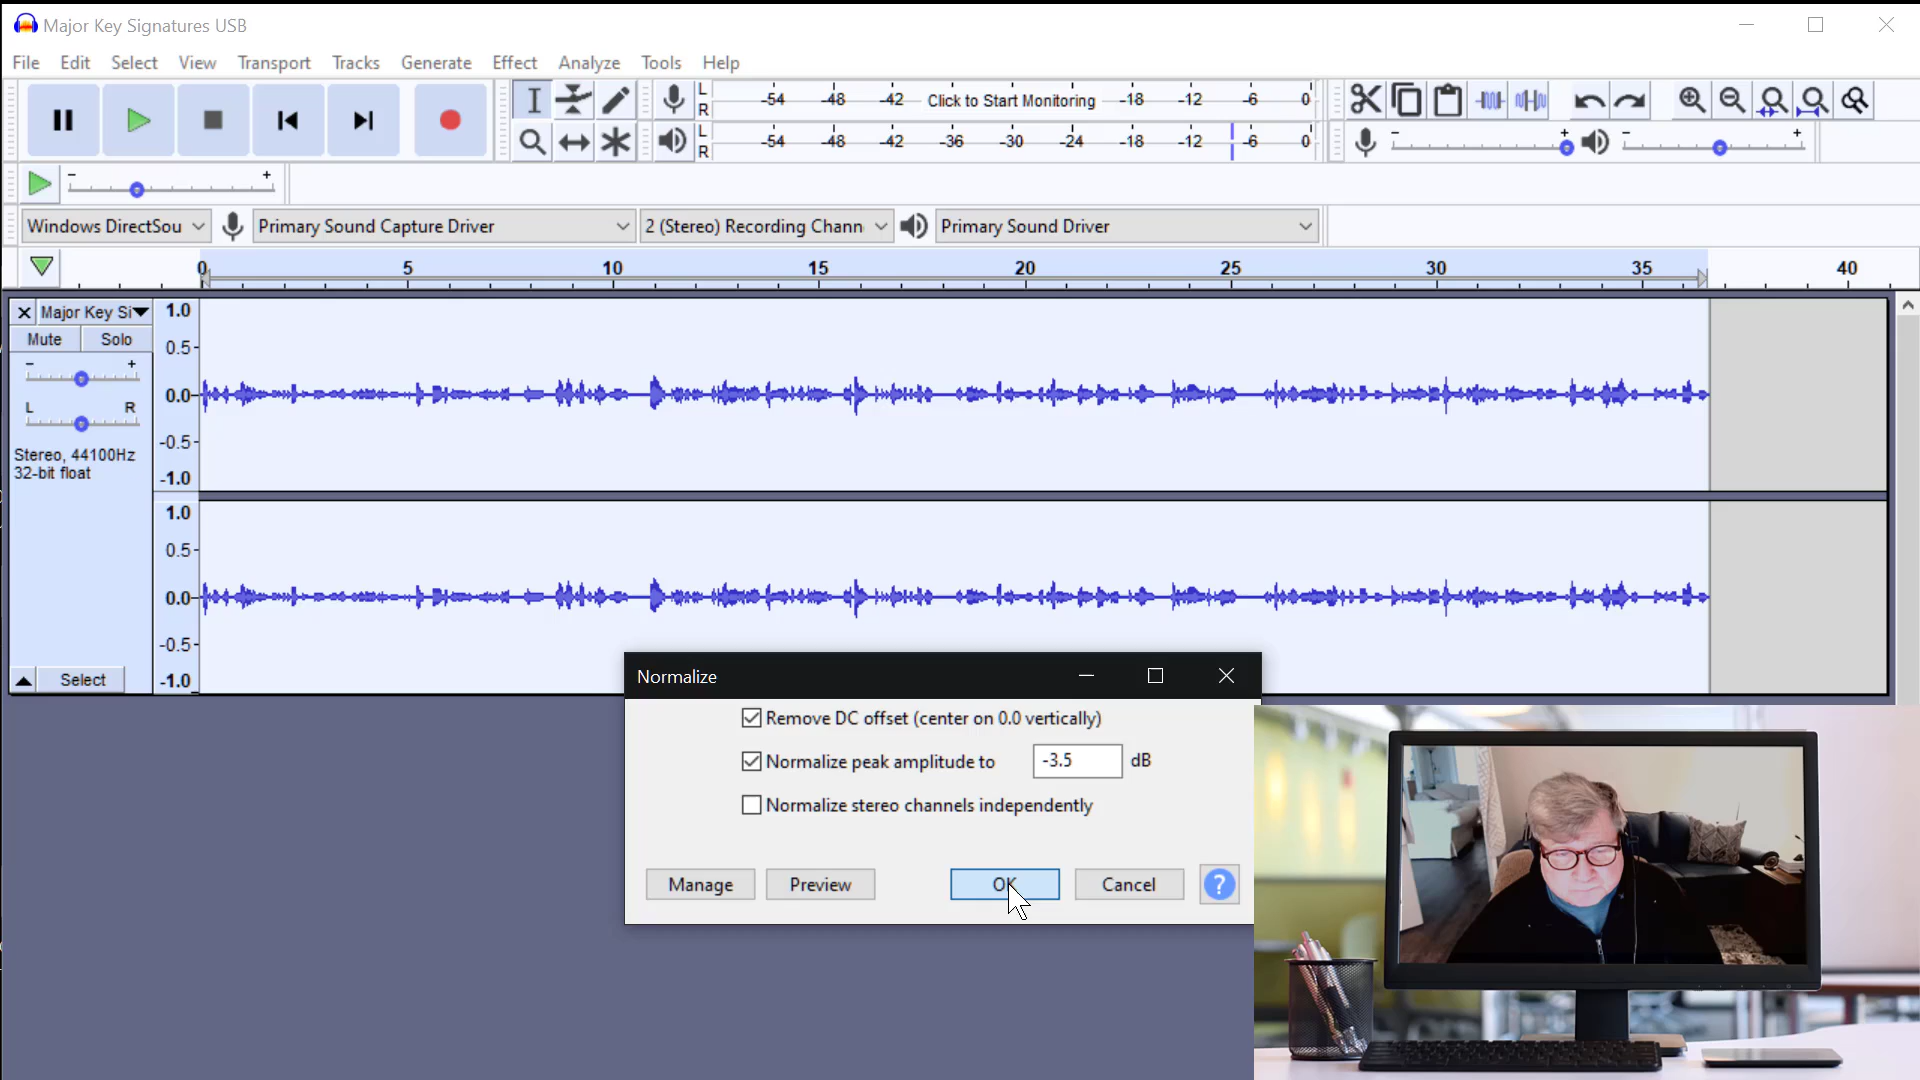 Major Key Signatures USB
File Edit Select View Transport Tracks Generate Effect Analyze Tools Help
L R -54 -48 -42 Click to Start Monitoring -18 -12 -6 0
L R -54 -48 -42 -36 -30 -24 -18 -12 -6 0
- + - +
- +
Windows DirectSou Primary Sound Capture Driver 2 (Stereo) Recording Chann Primary Sound Driver
0 5 10 15 20 25 30 35 40
Major Key Si 1.0
Mute Solo 0.5
- +
0.0
L R
-0.5
Stereo, 44100Hz
32-bit float
-1.0
1.0
0.5
0.0
-0.5
Select -1.0
Normalize
Remove DC offset (center on 0.0 vertically)
Normalize peak amplitude to -3.5 dB
Normalize stereo channels independently
Manage Preview OK Cancel ?